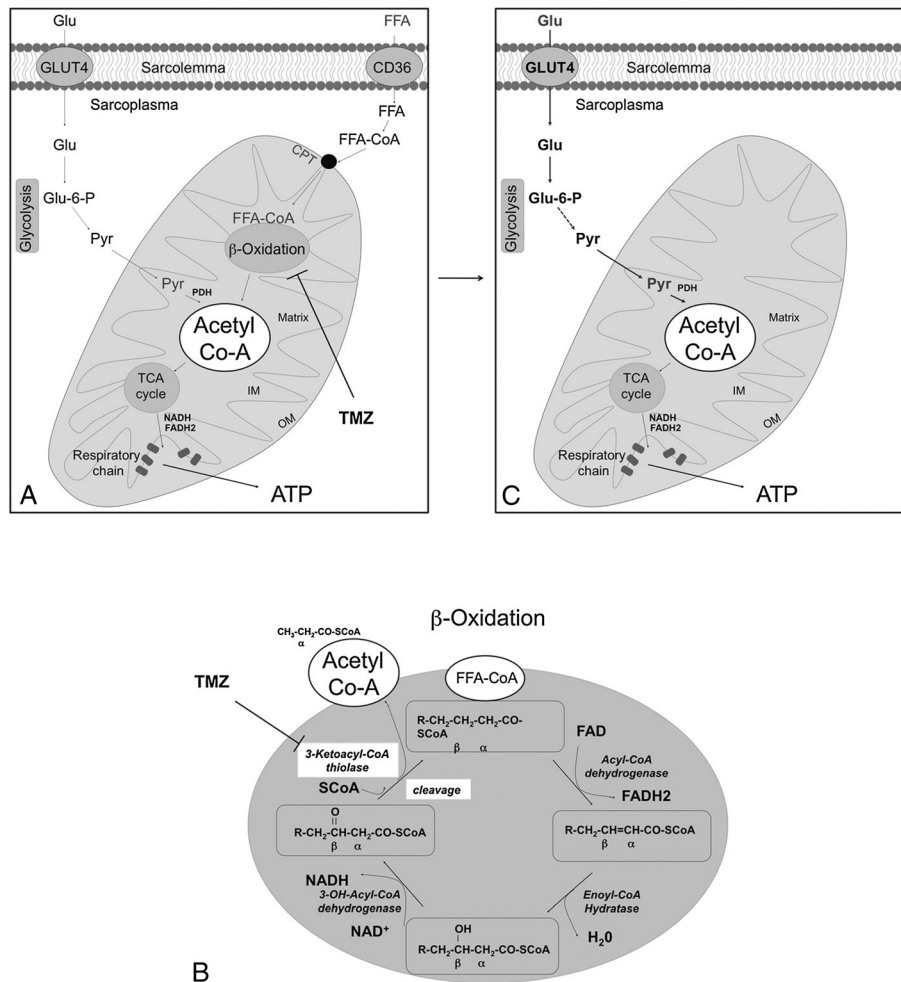 Glu
FFA
GLUT4
Sarcolemma
CD36
Sarcoplasma
FFA
Glu
FFA-CoA
CPT
Glycolysis
Glu-6-P
FFA-CoA
β-Oxidation
Pyr
Pyr
PDH
Acetyl
Co-A
Matrix
TCA
cycle
IM
NADH
FADH2
TMZ
OM
Respiratory
chain
ATP
A
Glu
GLUT4
Sarcolemma
Sarcoplasma
Glu
Glycolysis
Glu-6-P
Pyr
Pyr
PDH
Acetyl
Co-A
Matrix
TCA
cycle
IM
NADH
FADH2
OM
Respiratory
chain
ATP
C
β-Oxidation
CH₃-CH₂-CO-SCoA
α
Acetyl
Co-A
FFA-CoA
TMZ
R-CH₂-CH₂-CH₂-CO-
SCoA
β α
FAD
3-Ketoacyl-CoA
thiolase
Acyl-CoA
dehydrogenase
SCoA
cleavage
FADH2
O
R-CH₂-CH-CH₂-CO-SCoA
β α
R-CH₂-CH=CH-CO-SCoA
β α
NADH
3-OH-Acyl-CoA
dehydrogenase
NAD⁺
Enoyl-CoA
Hydratase
H₂0
OH
R-CH₂-CH-CH₂-CO-SCoA
β α
B